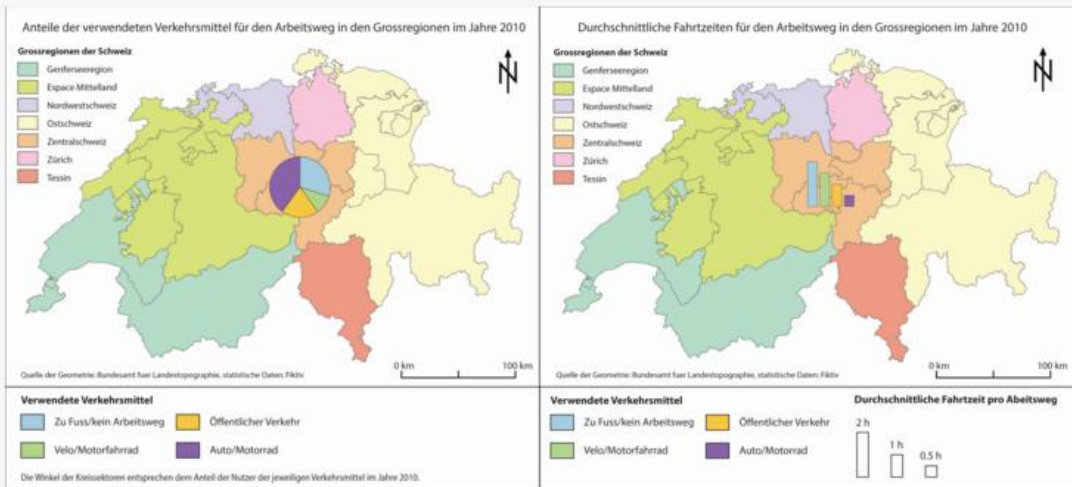 Anteile der verwendeten Verkehrsmittel für den Arbeitsweg in den Grossregionen im Jahre 2010
Grossregionen der Schweiz
Genferseeregion
Espace Mittelland
Nordwestschweiz
Ostschweiz
Zentralschweiz
Zürich
Tessin
N
0 km 100 km
Quelle der Geometrie: Bundesamt fuer Landestopographie, statistische Daten: Fiktiv
Verwendete Verkehrsmittel
Zu Fuss/kein Arbeitsweg
Öffentlicher Verkehr
Velo/Motorfahrrad
Auto/Motorrad
Die Winkel der Kreissektoren entsprechen dem Anteil der Nutzer der jeweiligen Verkehrsmittel im Jahre 2010.
Durchschnittliche Fahrtzeiten für den Arbeitsweg in den Grossregionen im Jahre 2010
Grossregionen der Schweiz
Genferseeregion
Espace Mittelland
Nordwestschweiz
Ostschweiz
Zentralschweiz
Zürich
Tessin
N
0 km 100 km
Quelle der Geometrie: Bundesamt fuer Landestopographie, statistische Daten: Fiktiv
Verwendete Verkehrsmittel
Zu Fuss/kein Arbeitsweg
Öffentlicher Verkehr
Velo/Motorfahrrad
Auto/Motorrad
Durchschnittliche Fahrtzeit pro Abeitsweg
2 h
1 h
0,5 h